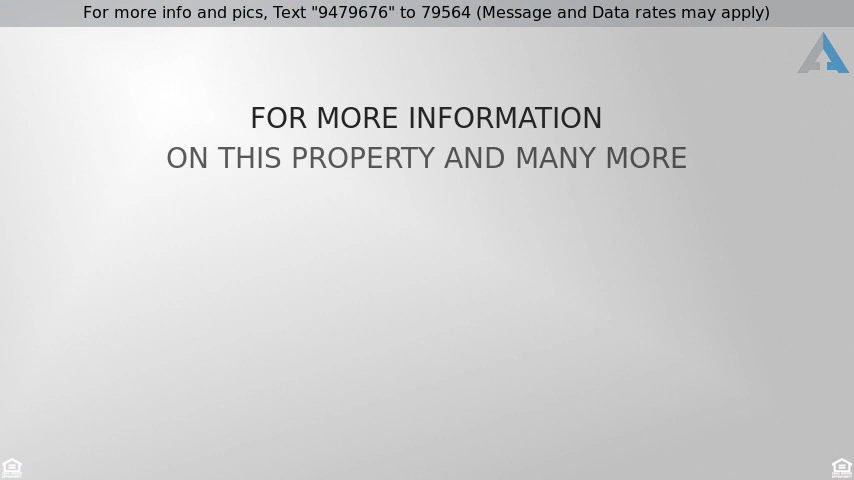 For more info and pics, Text "9479676" to 79564 (Message and Data rates may apply)
FOR MORE INFORMATION
ON THIS PROPERTY AND MANY MORE